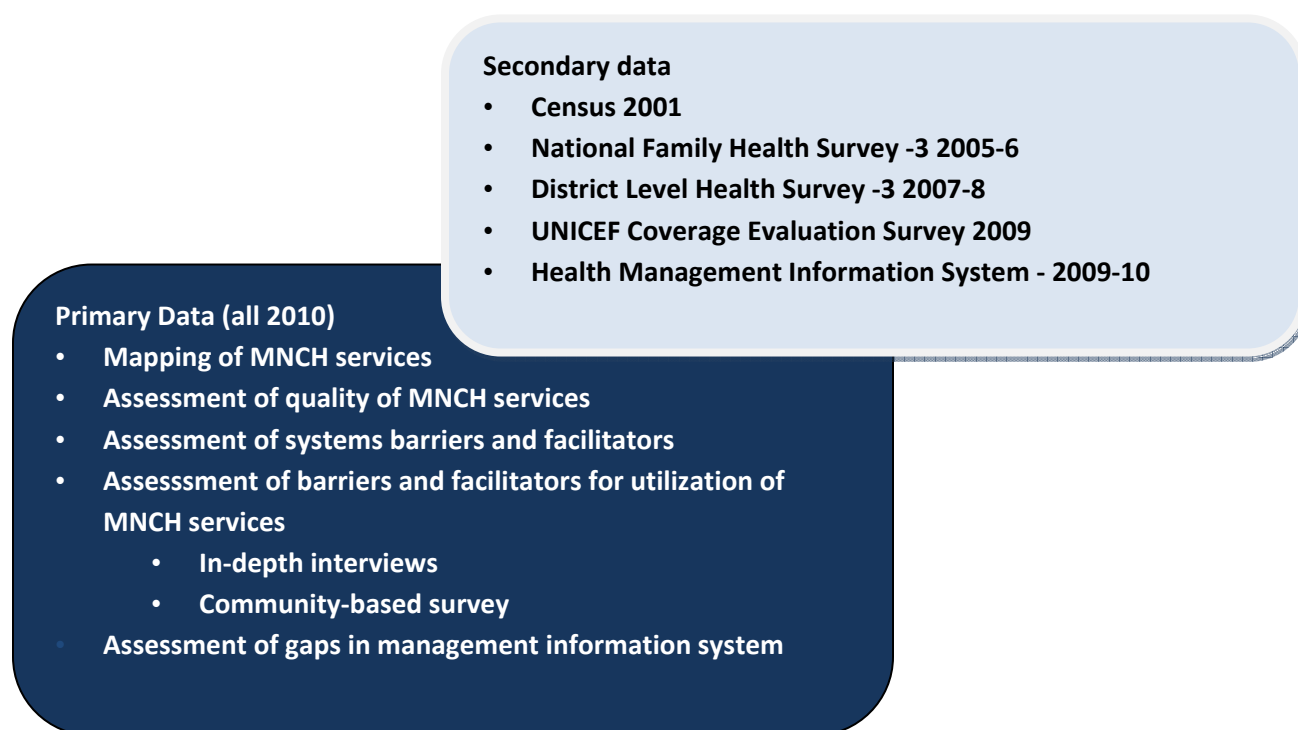 Secondary data
• Census 2001
• National Family Health Survey -3 2005-6
• District Level Health Survey -3 2007-8
• UNICEF Coverage Evaluation Survey 2009
• Health Management Information System - 2009-10
Primary Data (all 2010)
• Mapping of MNCH services
• Assessment of quality of MNCH services
• Assessment of systems barriers and facilitators
• Assesssment of barriers and facilitators for utilization of
MNCH services
• In-depth interviews
• Community-based survey
• Assessment of gaps in management information system